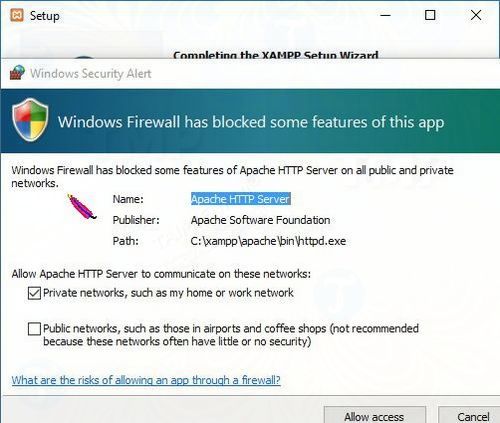 Setup
Completing the XAMPP Setup Wizard
Windows Security Alert
Windows Firewall has blocked some features of this app
Windows Firewall has blocked some features of Apache HTTP Server on all public and private
networks.
Name: Apache HTTP Server
Publisher: Apache Software Foundation
Path: C:\xampp\apache\bin\httpd.exe
Allow Apache HTTP Server to communicate on these networks:
Private networks, such as my home or work network
Public networks, such as those in airports and coffee shops (not recommended
because these networks often have little or no security)
What are the risks of allowing an app through a firewall?
Allow access Cancel